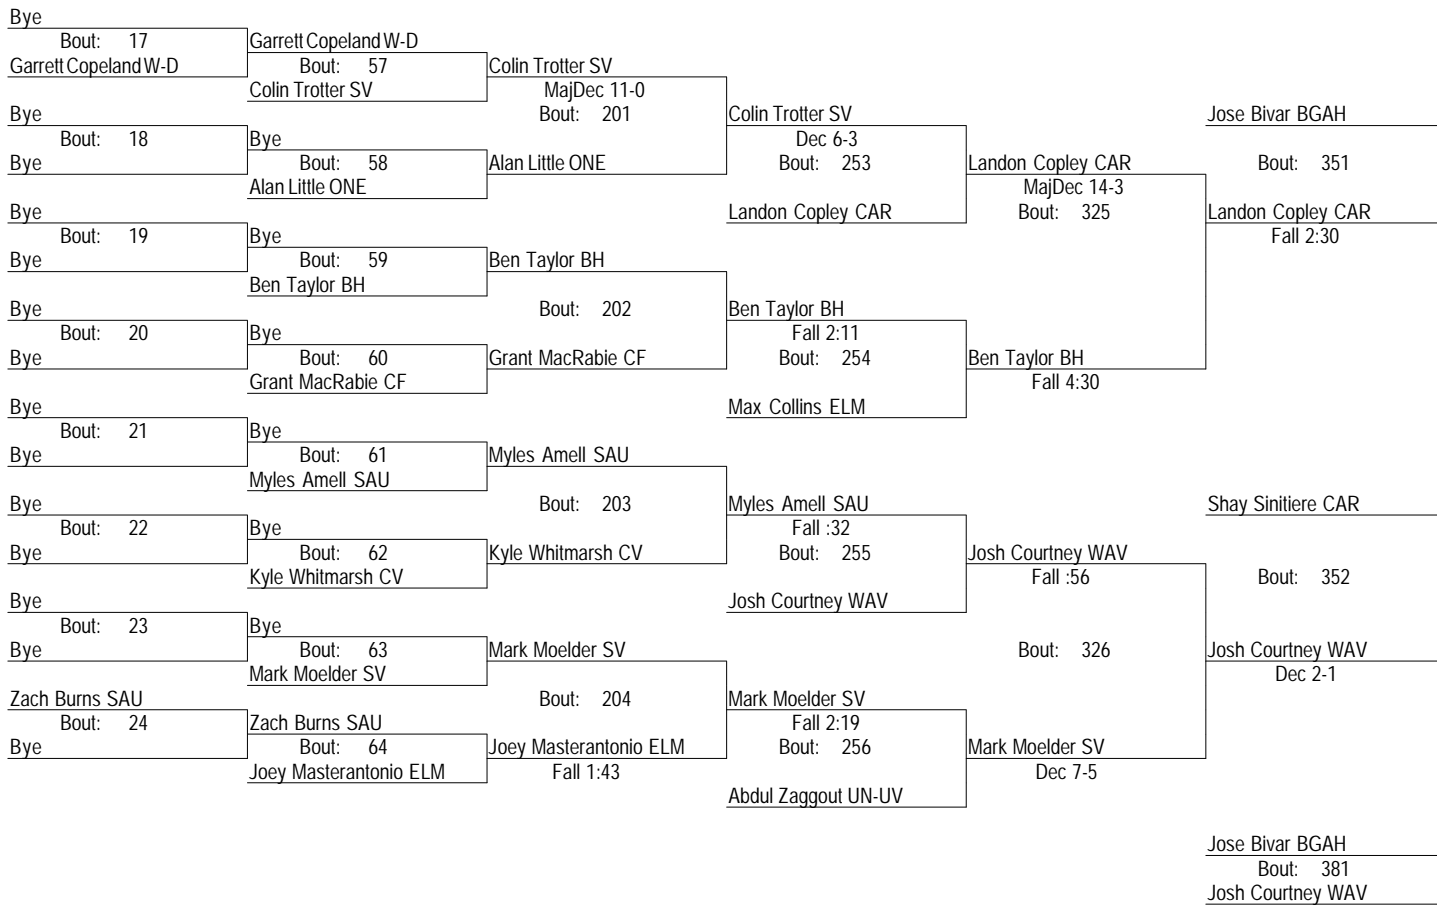 Bye
Bout: 17
Garrett Copeland W-D
Bye
Bout: 18
Bye
Bye
Bout: 19
Bye
Bye
Bout: 20
Bye
Bye
Bout: 21
Bye
Bye
Bout: 22
Bye
Bye
Bout: 23
Bye
Zach Burns SAU
Bout: 24
Bye
Garrett Copeland W-D
Bout: 57
Colin Trotter SV
Bye
Bout: 58
Alan Little ONE
Bye
Bout: 59
Ben Taylor BH
Bye
Bout: 60
Grant MacRabie CF
Bye
Bout: 61
Myles Amell SAU
Bye
Bout: 62
Kyle Whitmarsh CV
Bye
Bout: 63
Mark Moelder SV
Zach Burns SAU
Bout: 64
Joey Masterantonio ELM
Colin Trotter SV
MajDec 11-0
Bout: 201
Alan Little ONE
Ben Taylor BH
Bout: 202
Grant MacRabie CF
Myles Amell SAU
Bout: 203
Kyle Whitmarsh CV
Mark Moelder SV
Bout: 204
Joey Masterantonio ELM
Fall 1:43
Colin Trotter SV
Dec 6-3
Bout: 253
Landon Copley CAR
Ben Taylor BH
Fall 2:11
Bout: 254
Max Collins ELM
Myles Amell SAU
Fall :32
Bout: 255
Josh Courtney WAV
Mark Moelder SV
Fall 2:19
Bout: 256
Abdul Zaggout UN-UV
Landon Copley CAR
MajDec 14-3
Bout: 325
Ben Taylor BH
Fall 4:30
Josh Courtney WAV
Fall :56
Bout: 326
Mark Moelder SV
Dec 7-5
Jose Bivar BGAH
Bout: 351
Landon Copley CAR
Fall 2:30
Shay Sinitiere CAR
Bout: 352
Josh Courtney WAV
Dec 2-1
Jose Bivar BGAH
Bout: 381
Josh Courtney WAV